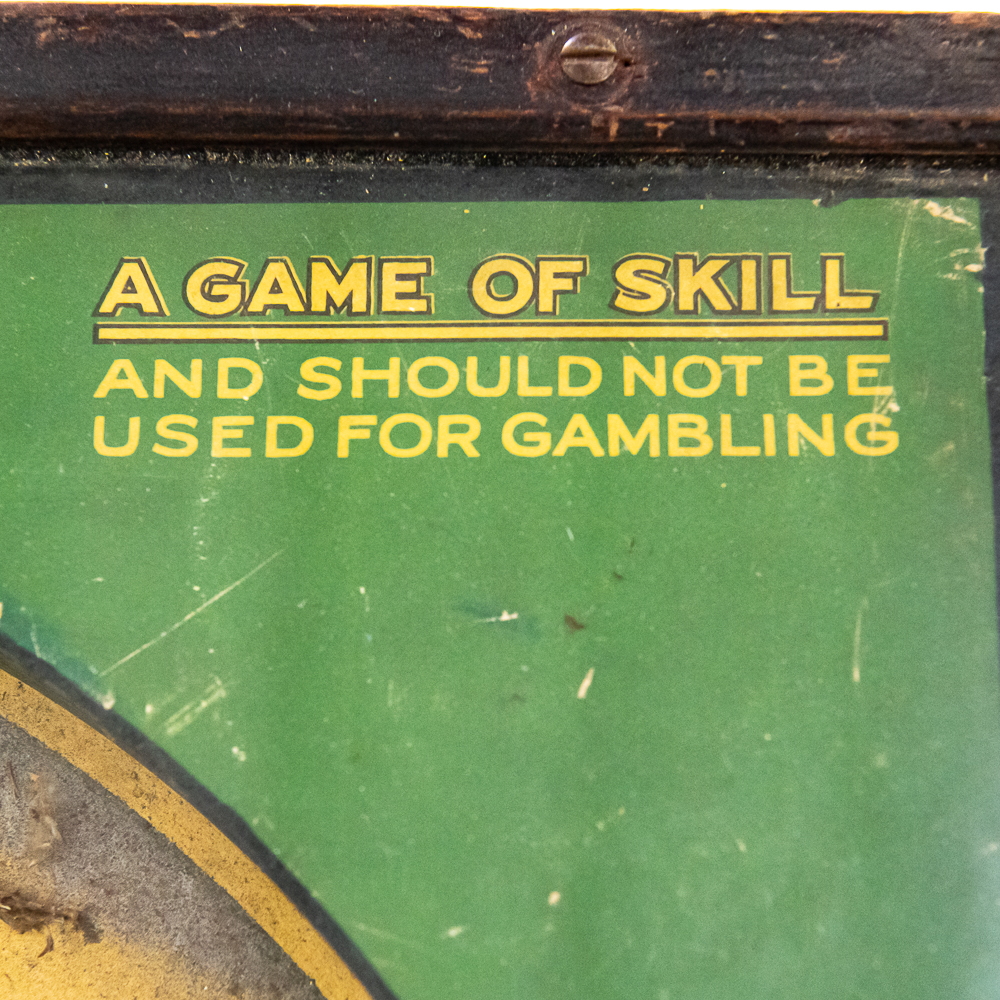 A GAME OF SKILL
AND SHOULD NOT BE
USED FOR GAMBLING